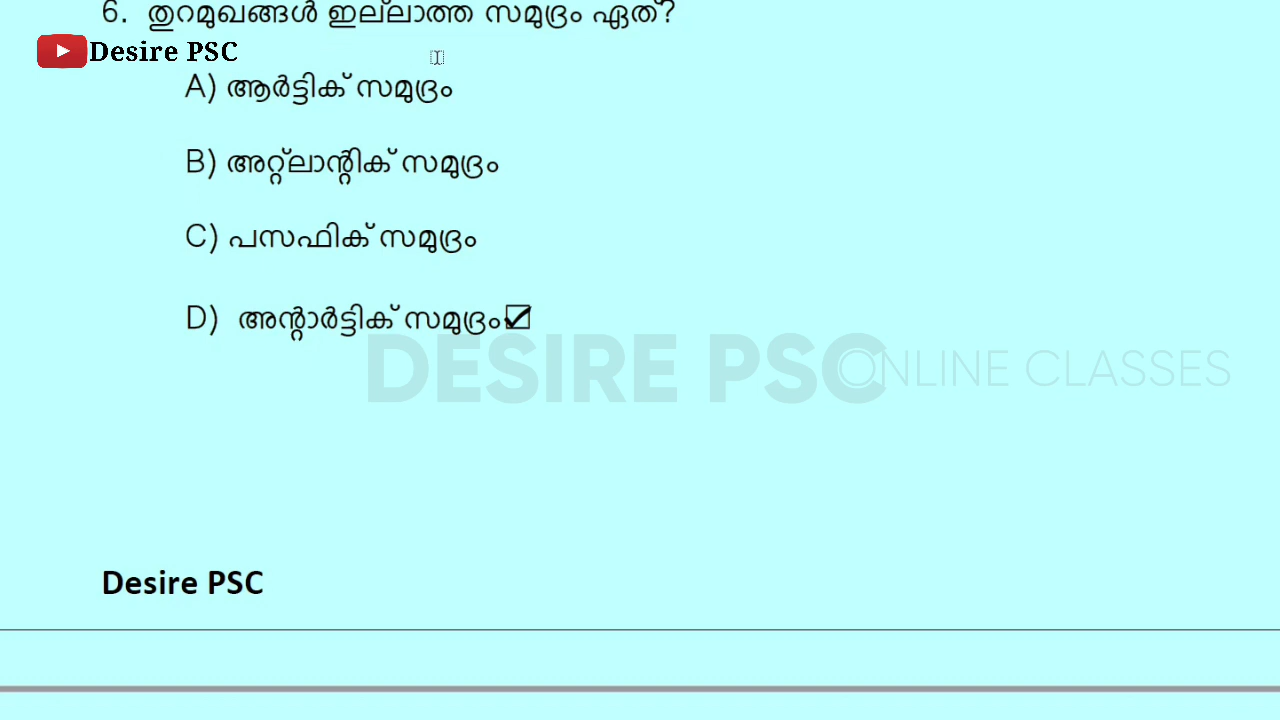 6. തുറമുഖങ്ങൾ ഇല്ലാത്ത സമുദ്രം ഏത്?
Desire PSC
A) ആർട്ടിക് സമുദ്രം
B) അറ്റ്ലാന്റിക് സമുദ്രം
C) പസഫിക് സമുദ്രം
D) അന്റാർട്ടിക് സമുദ്രം☑
DESIRE PSC ONLINE CLASSES
Desire PSC